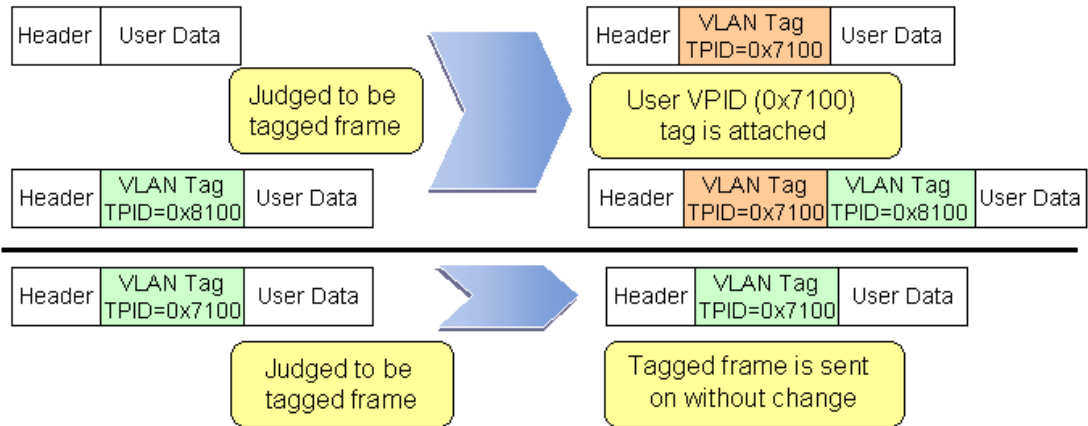 Header User Data
Header VLAN Tag TPID=0x7100 User Data
Judged to be
tagged frame
User VPID (0x7100)
tag is attached
Header VLAN Tag TPID=0x8100 User Data
Header VLAN Tag TPID=0x7100 VLAN Tag TPID=0x8100 User Data
Header VLAN Tag TPID=0x7100 User Data
Header VLAN Tag TPID=0x7100 User Data
Judged to be
tagged frame
Tagged frame is sent
on without change